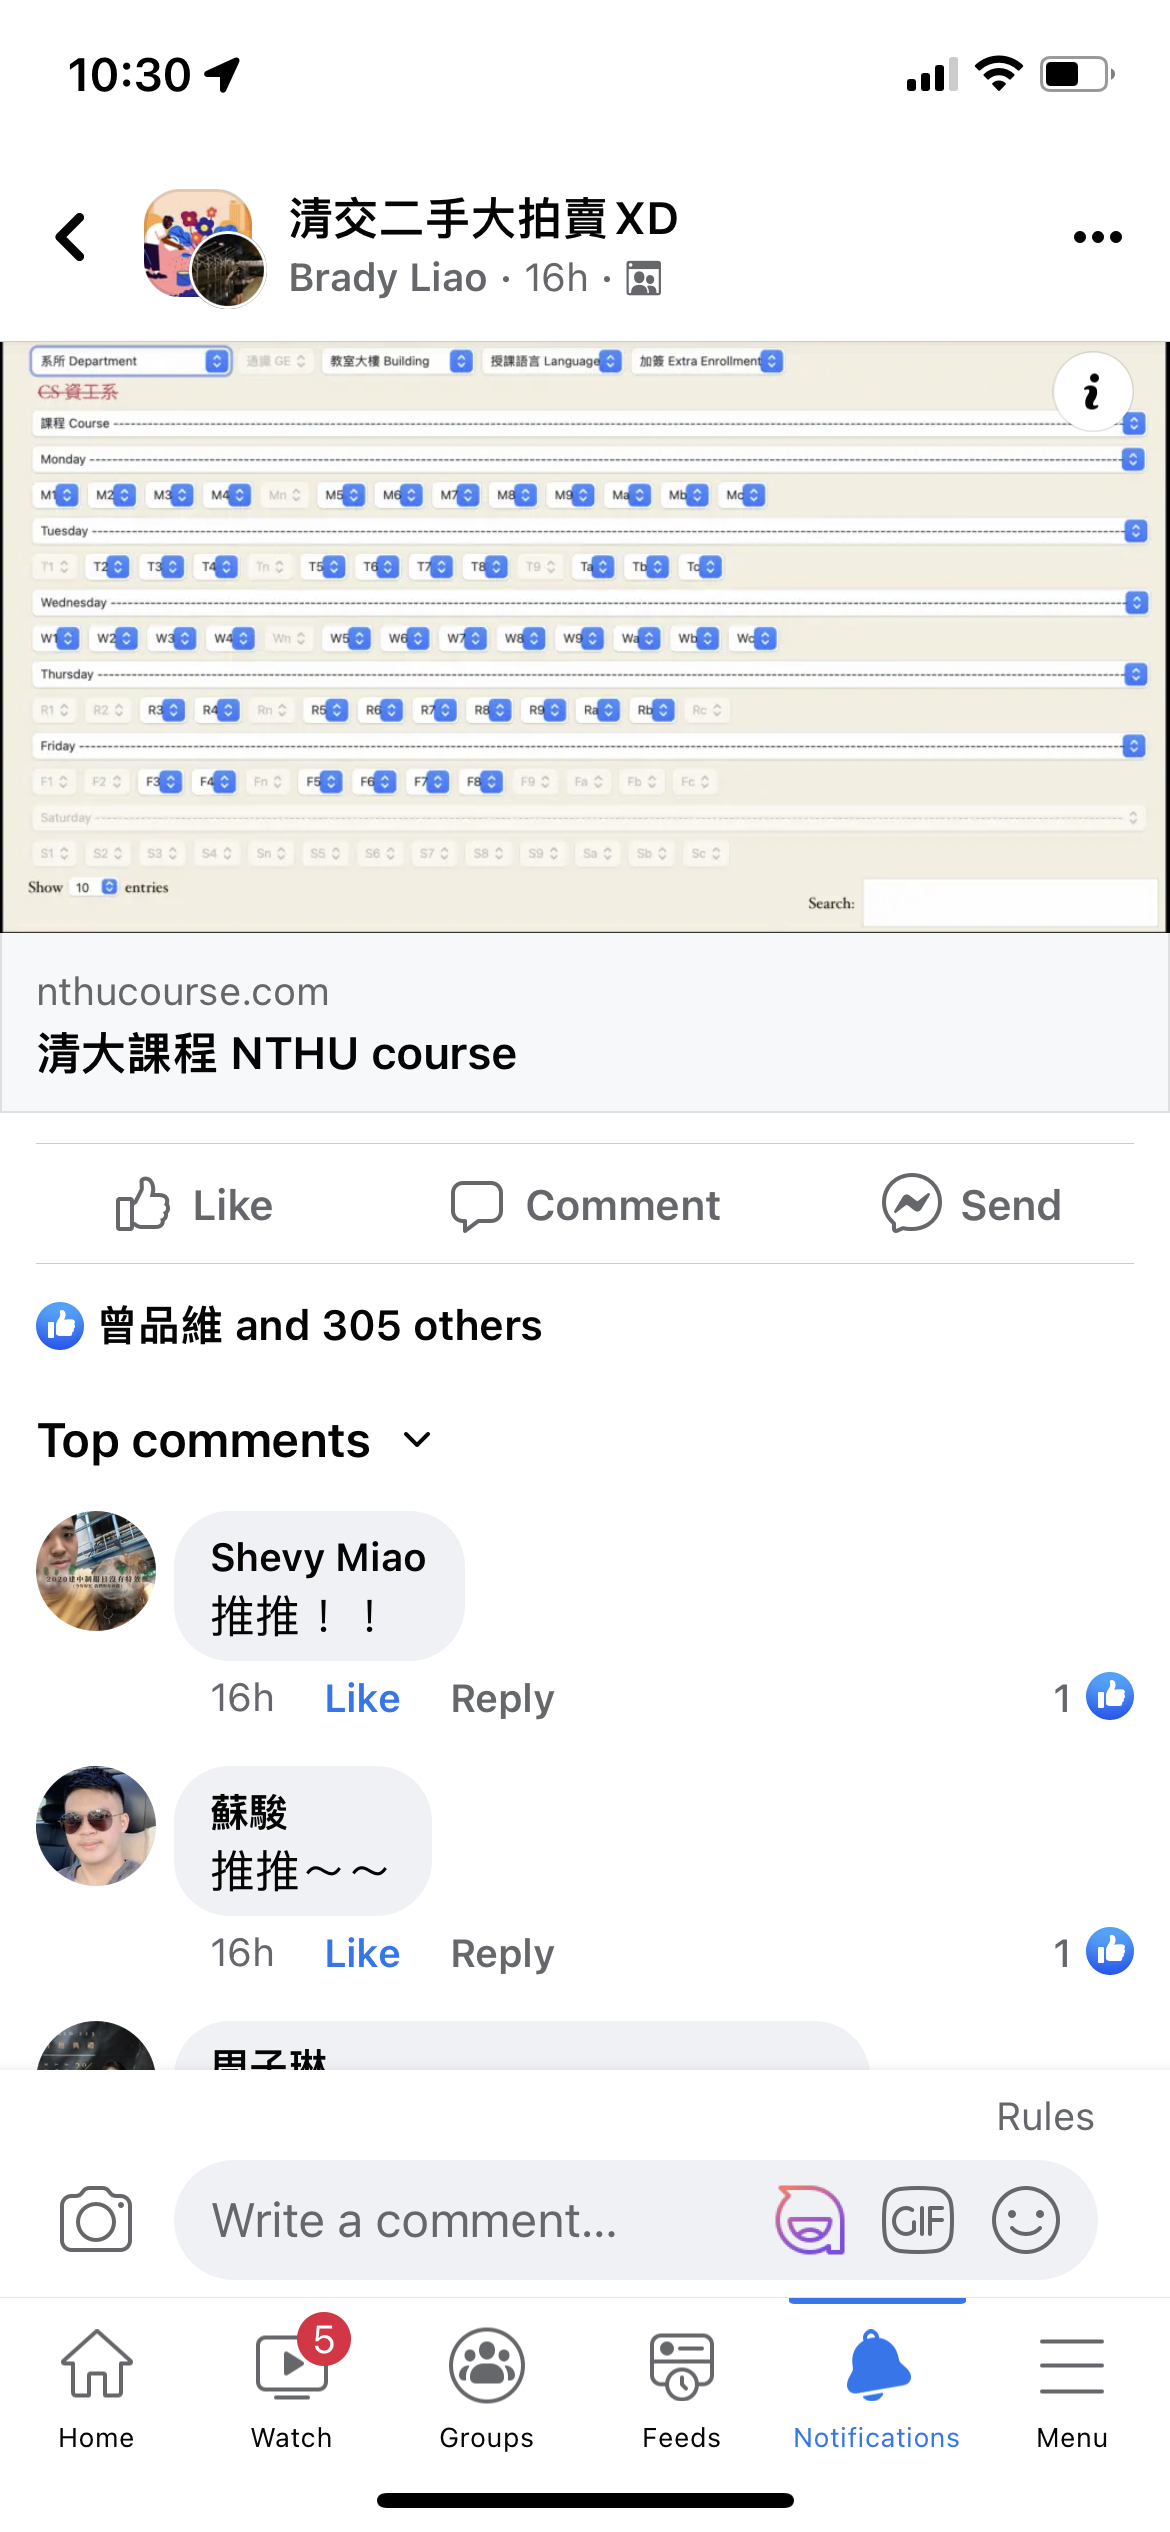 10:30
清交二手大拍賣XD
Brady Liao · 16h ·
系所 Department 通識 GE 教室大樓 Building 授課語言 Language 加簽 Extra Enrollment
CS 資工系
課程 Course
Monday
M1 M2 M3 M4 Mn M5 M6 M7 M8 M9 Ma Mb Mc
Tuesday
T1 T2 T3 T4 Tn T5 T6 T7 T8 T9 Ta Tb Tc
Wednesday
W1 W2 W3 W4 Wn W5 W6 W7 W8 W9 Wa Wb Wc
Thursday
R1 R2 R3 R4 Rn R5 R6 R7 R8 R9 Ra Rb Rc
Friday
F1 F2 F3 F4 Fn F5 F6 F7 F8 F9 Fa Fb Fc
Saturday
S1 S2 S3 S4 Sn S5 S6 S7 S8 S9 Sa Sb Sc
Show 10 entries
Search:
nthucourse.com
清大課程 NTHU course
Like Comment Send
曾品維 and 305 others
Top comments
Shevy Miao
推推！！
16h Like Reply 1
蘇駿
推推～～
16h Like Reply 1
周子琳
Rules
Write a comment...
GIF
5
Home Watch Groups Feeds Notifications Menu